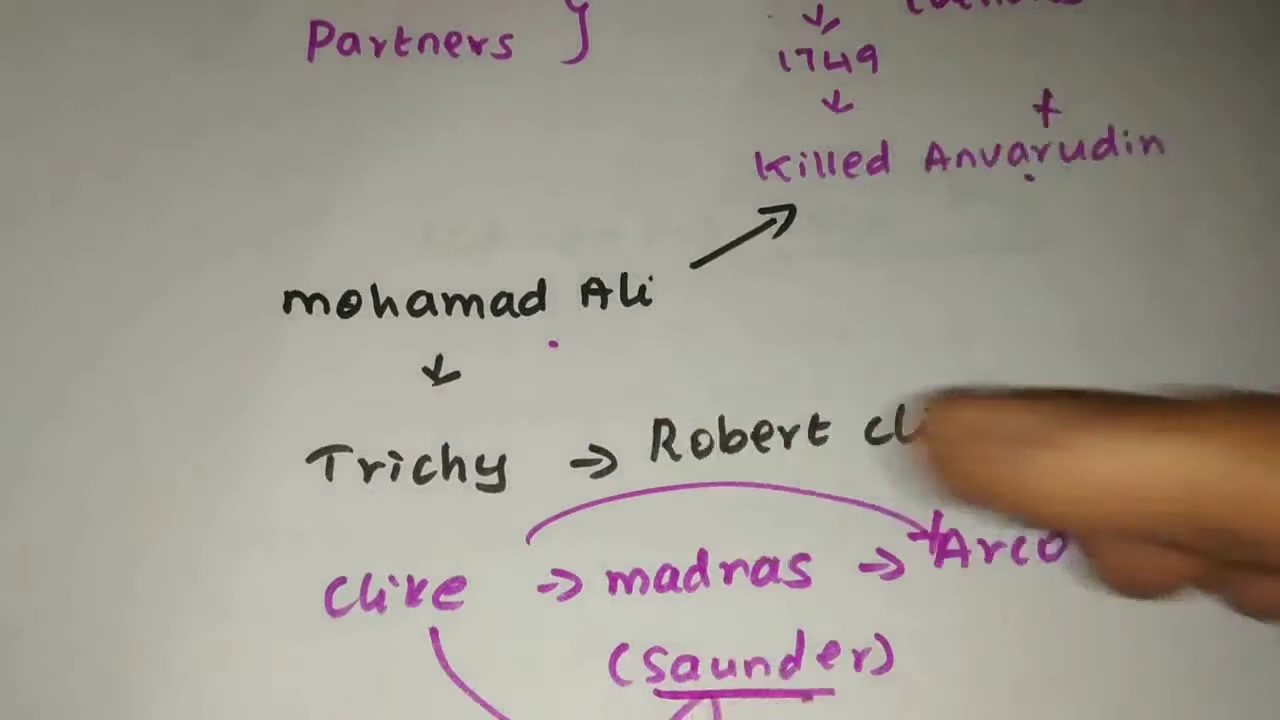 Partners }
↓
1749
↓
+
Killed Anvarudin
mohamad Ali
↓
Trichy → Robert
Clive → madras →
(Saunder)